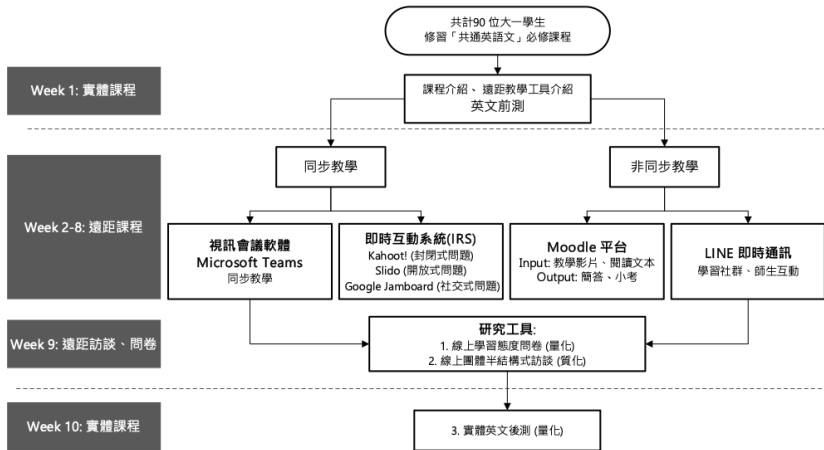 共計90 位大一學生
修習「共通英語文」必修課程
Week 1: 實體課程
課程介紹、 遠距教學工具介紹
英文前測
Week 2-8: 遠距課程
同步教學
非同步教學
視訊會議軟體
Microsoft Teams
同步教學
即時互動系統(IRS)
Kahoot! (封閉式問題)
Slido (開放式問題)
Google Jamboard (社交式問題)
Moodle 平台
Input: 教學影片、閱讀文本
Output: 簡答、小考
LINE 即時通訊
學習社群、師生互動
Week 9: 遠距訪談、問卷
研究工具:
1. 線上學習態度問卷 (量化)
2. 線上團體半結構式訪談 (質化)
Week 10: 實體課程
3. 實體英文後測 (量化)